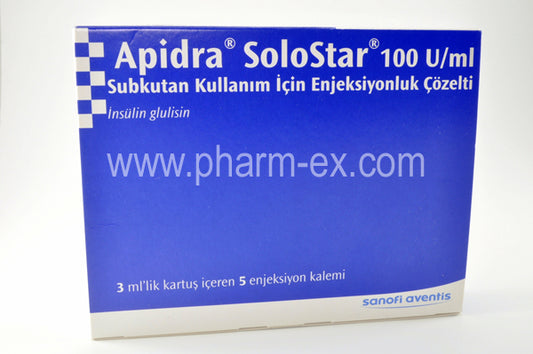 Apidra® SoloStar® 100 U/ml
Subkutan Kullanım İçin Enjeksiyonluk Çözelti
İnsülin glulisin
www.pharm-ex.com
3 ml'lik kartuş içeren 5 enjeksiyon kalemi
sanofi aventis